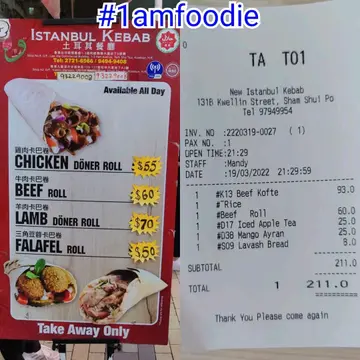 #1amfoodie
ISTANBUL KEBAB
土耳其餐廳
Available All Day
雞肉卡巴卷
CHICKEN DÖNER ROLL $65
牛肉卡巴卷
BEEF ROLL $60
羊肉卡巴卷
LAMB DÖNER ROLL $70
三角豆蓉卡巴卷
FALAFEL ROLL $50
Take Away Only
TA T01
New Istanbul Kebab
131B Kwellin Street, Sham Shui Po
Tel 97949954
INV. NO :2220319-0027 (1)
PAX NO. :1
OPEN TIME:21:29
STAFF :Mandy
DATE :19/03/2022 21:29:59
1 #K13 Beef Kofte 93.0
1 #^Rice
1 #Beef Roll 60.0
1 #D17 Iced Apple Tea 25.0
1 #D38 Mango Ayran 25.0
1 #S09 Lavash Bread 8.0
SUBTOTAL 211.0
TOTAL 1 211.0
Thank You Please come again